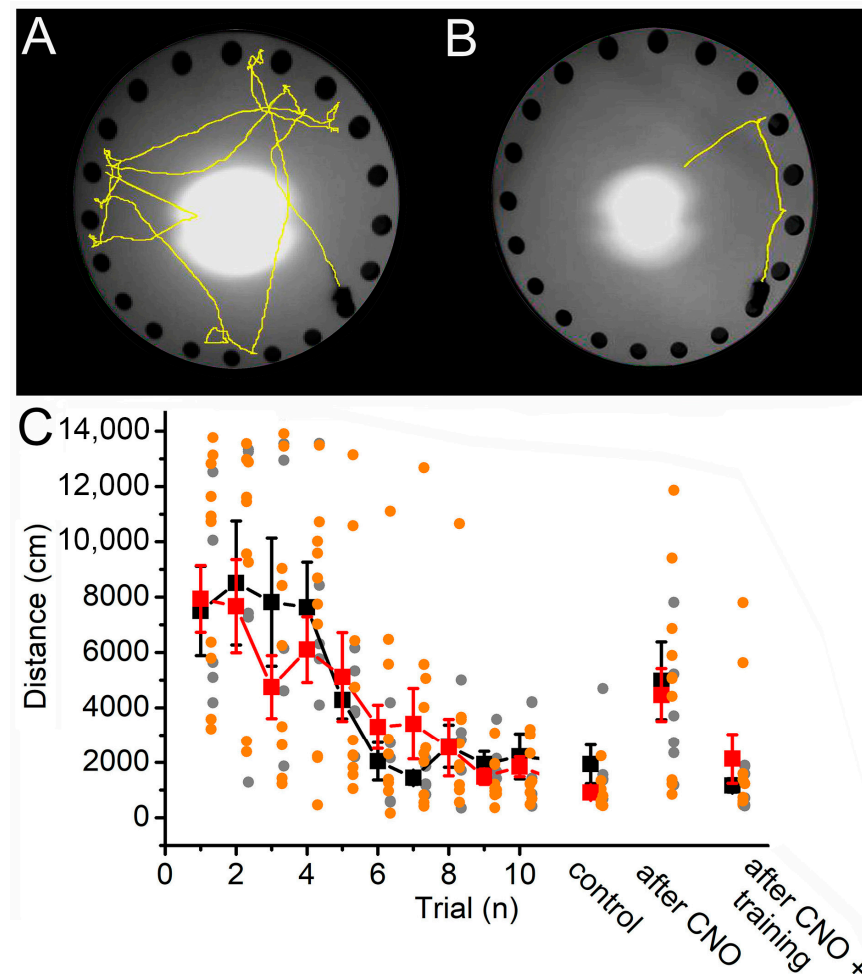 A
B
C
14,000
12,000
10,000
8000
6000
4000
2000
0
Distance (cm)
0 2 4 6 8 10
Trial (n)
control
after CNO
after CNO +
training